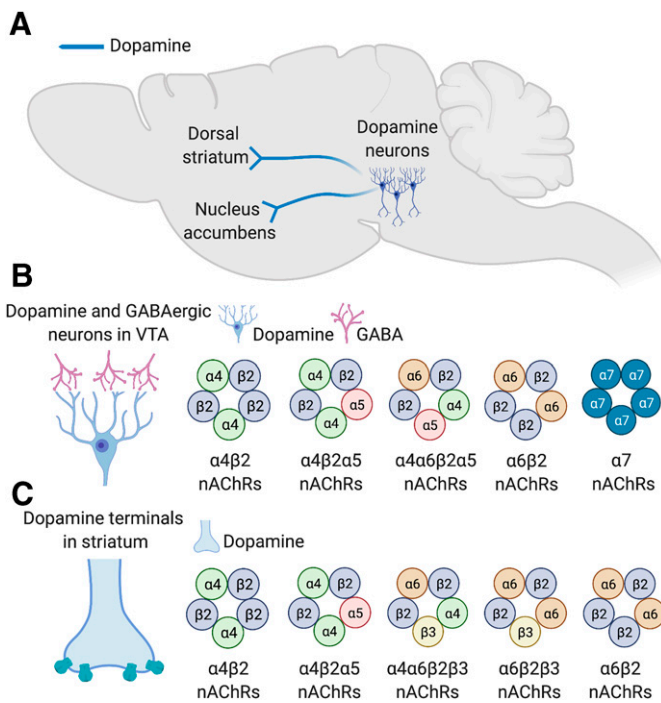 A
Dopamine
Dorsal
striatum
Dopamine
neurons
Nucleus
accumbens
B
Dopamine and GABAergic
neurons in VTA
Dopamine GABA
α4 β2 β2 β2 α4
α4 β2 β2 α5 α4
α6 β2 β2 α4 α5
α6 β2 β2 α6 β2
α7 α7 α7 α7 α7
α4β2
nAChRs
α4β2α5
nAChRs
α4α6β2α5
nAChRs
α6β2
nAChRs
α7
nAChRs
C
Dopamine terminals
in striatum
Dopamine
α4 β2 β2 β2 α4
α4 β2 β2 α5 α4
α6 β2 β2 α4 β3
α6 β2 β2 α6 β3
α6 β2 β2 α6 β2
α4β2
nAChRs
α4β2α5
nAChRs
α4α6β2β3
nAChRs
α6β2β3
nAChRs
α6β2
nAChRs